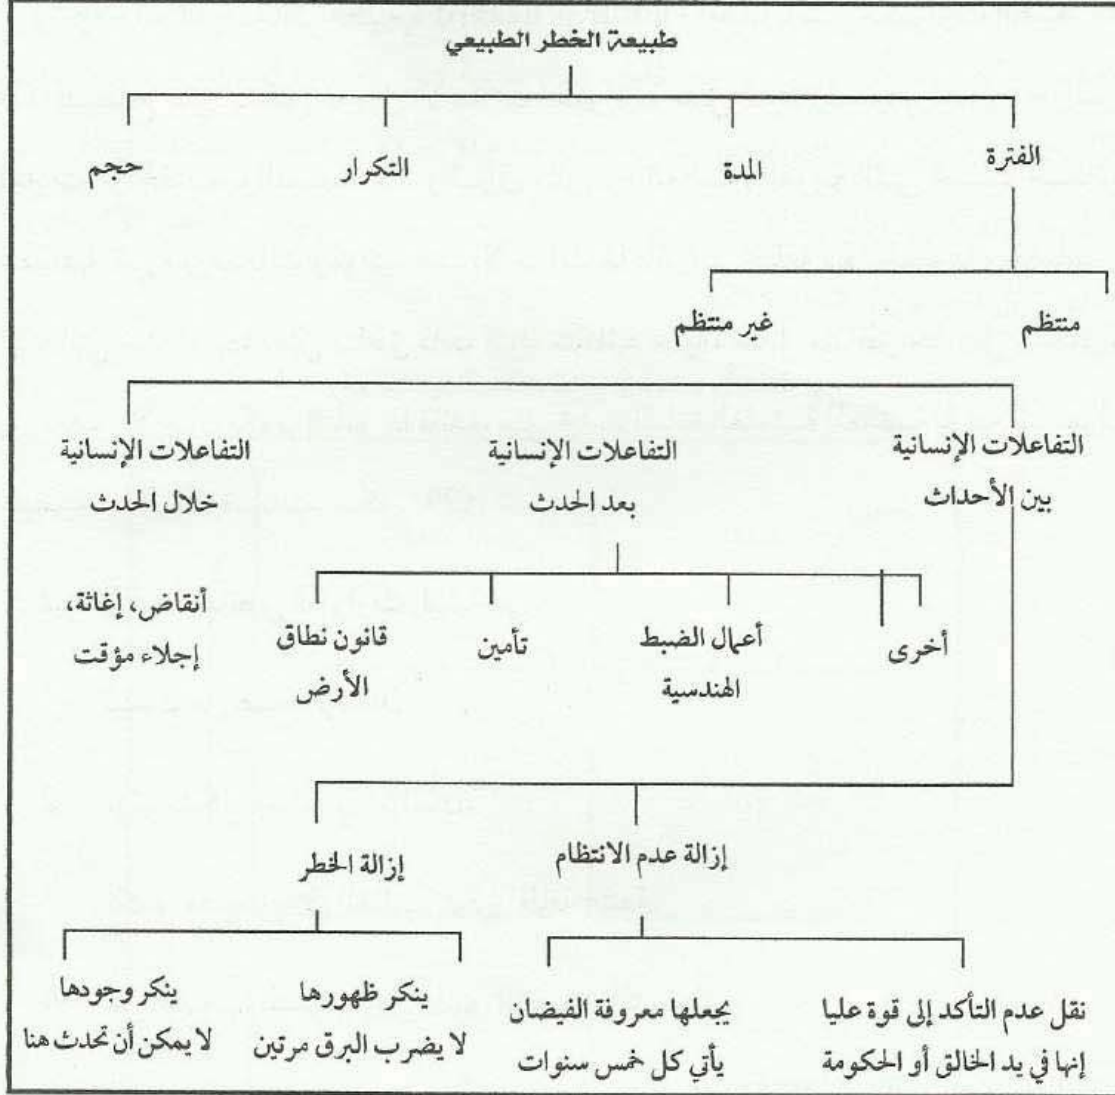 طبيعة الخطر الطبيعي
الفترة
المدة
التكرار
حجم
منتظم
غير منتظم
التفاعلات الإنسانية
بين الأحداث
التفاعلات الإنسانية
بعد الحدث
التفاعلات الإنسانية
خلال الحدث
أخرى
أعمال الضبط
الهندسية
تأمين
قانون نطاق
الأرض
أنقاض، إغاثة،
إجلاء مؤقت
إزالة عدم الانتظام
إزالة الخطر
نقل عدم التأكد إلى قوة عليا
إنها في يد الخالق أو الحكومة
يجعلها معروفة الفيضان
يأتي كل خمس سنوات
ينكر ظهورها
لا يضرب البرق مرتين
ينكر وجودها
لا يمكن أن تحدث هنا